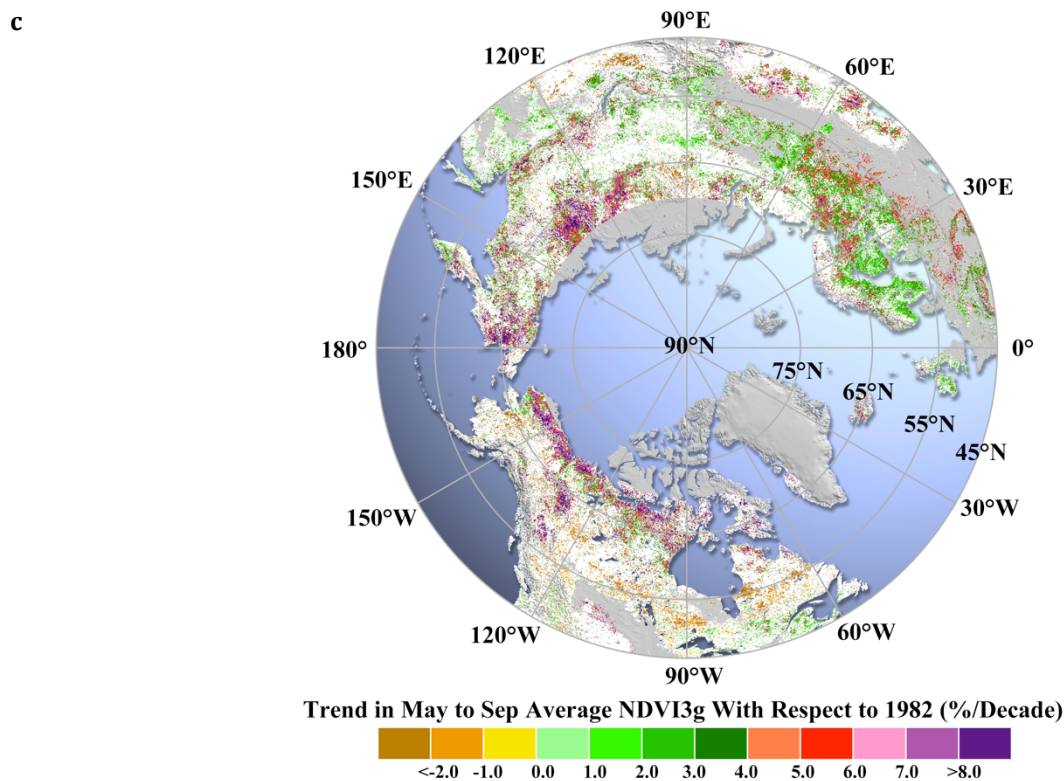 c
90°E
120°E
60°E
150°E
30°E
180°
90°N
0°
75°N
65°N
55°N
45°N
150°W
30°W
120°W
60°W
90°W
Trend in May to Sep Average NDVI3g With Respect to 1982 (%/Decade)
<-2.0 -1.0 0.0 1.0 2.0 3.0 4.0 5.0 6.0 7.0 >8.0